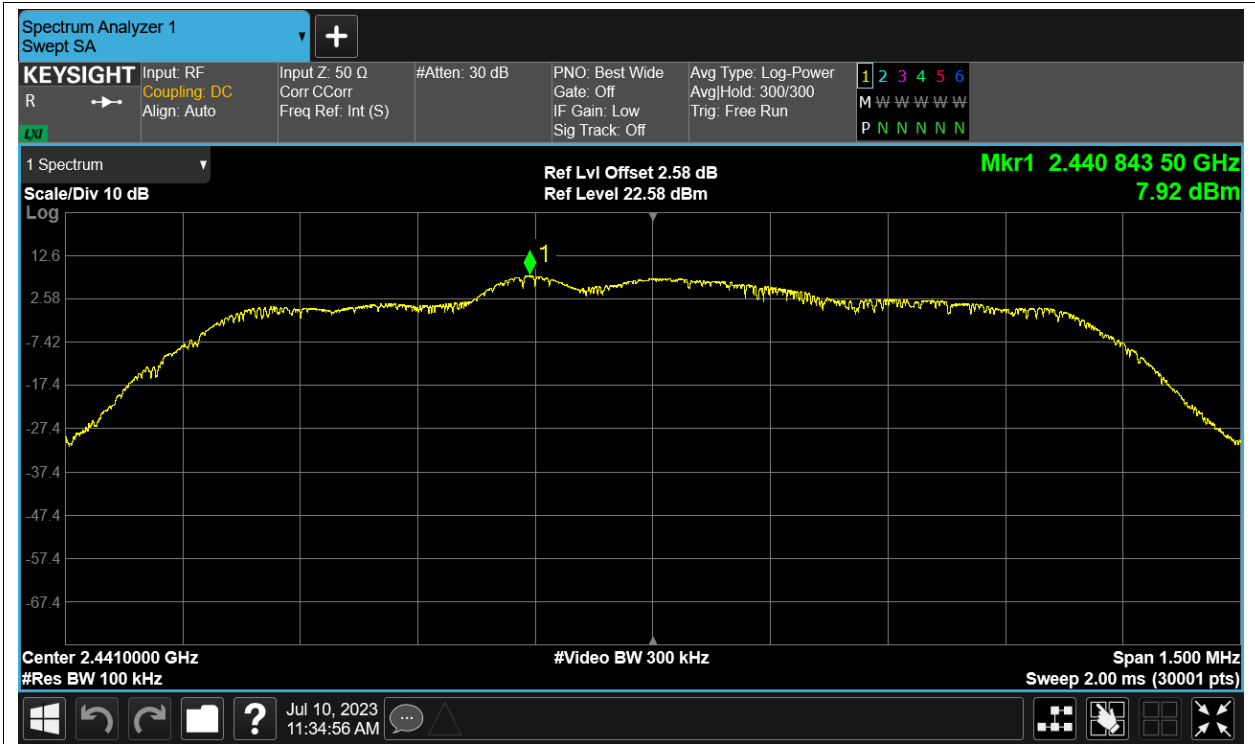 Spectrum Analyzer 1
Swept SA
KEYSIGHT
R
LXI
Input: RF
Coupling: DC
Align: Auto
Input Z: 50 Ω
Corr CCorr
Freq Ref: Int (S)
#Atten: 30 dB
PNO: Best Wide
Gate: Off
IF Gain: Low
Sig Track: Off
Avg Type: Log-Power
Avg|Hold: 300/300
Trig: Free Run
1 2 3 4 5 6
M W W W W W
P N N N N N
1 Spectrum
Scale/Div 10 dB
Log
Ref Lvl Offset 2.58 dB
Ref Level 22.58 dBm
Mkr1 2.440 843 50 GHz
7.92 dBm
1
12.6
2.58
-7.42
-17.4
-27.4
-37.4
-47.4
-57.4
-67.4
Center 2.4410000 GHz
#Res BW 100 kHz
#Video BW 300 kHz
Span 1.500 MHz
Sweep 2.00 ms (30001 pts)
?
Jul 10, 2023
11:34:56 AM